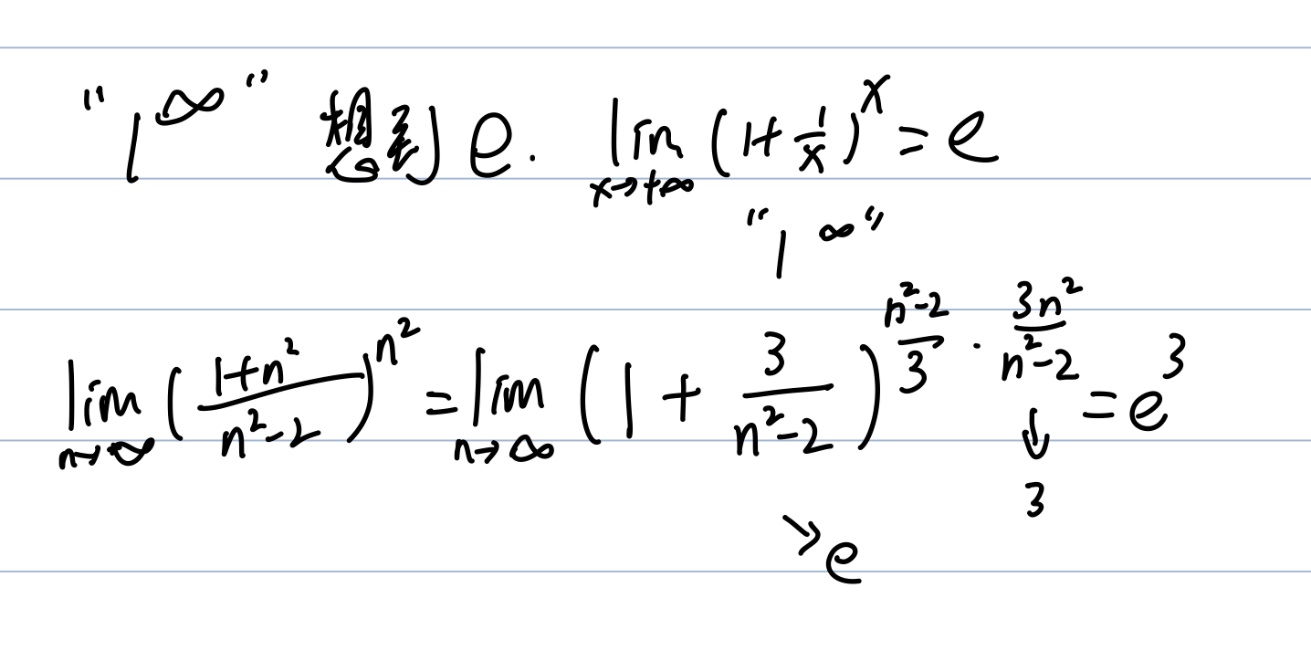 "1^∞" 想到 e. lim_{x→+∞} (1+1/x)^x = e
"1^∞"
lim_{n→∞} ((1+n²)/(n²-2))^{n²} = lim_{n→∞} (1 + 3/(n²-2))^{(n²-2)/3 · 3n²/(n²-2)} = e³
↓
3
→e